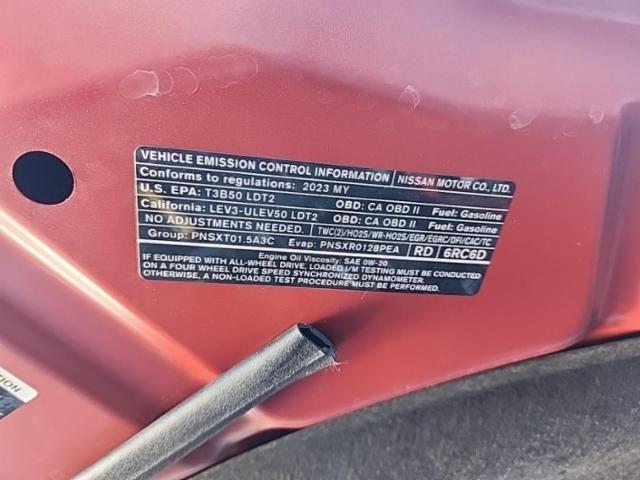 VEHICLE EMISSION CONTROL INFORMATION NISSAN MOTOR CO., LTD.
Conforms to regulations: 2023 MY
U.S. EPA: T3B50 LDT2 OBD: CA OBD II Fuel: Gasoline
California: LEV3-ULEV50 LDT2 OBD: CA OBD II Fuel: Gasoline
NO ADJUSTMENTS NEEDED. TWC(2)/HO2S/WR-HO2S/EGR/EGRC/DFI/CAC/TC
Group: PNSXT01.5A3C Evap: PNSXR0128PEA RD 6RC6D
Engine Oil Viscosity: SAE 0W-20
IF EQUIPPED WITH ALL-WHEEL DRIVE, LOADED I/M TESTING MUST BE CONDUCTED
ON A FOUR WHEEL DRIVE SPEED SYNCHRONIZED DYNAMOMETER.
OTHERWISE, A NON-LOADED TEST PROCEDURE MUST BE PERFORMED.